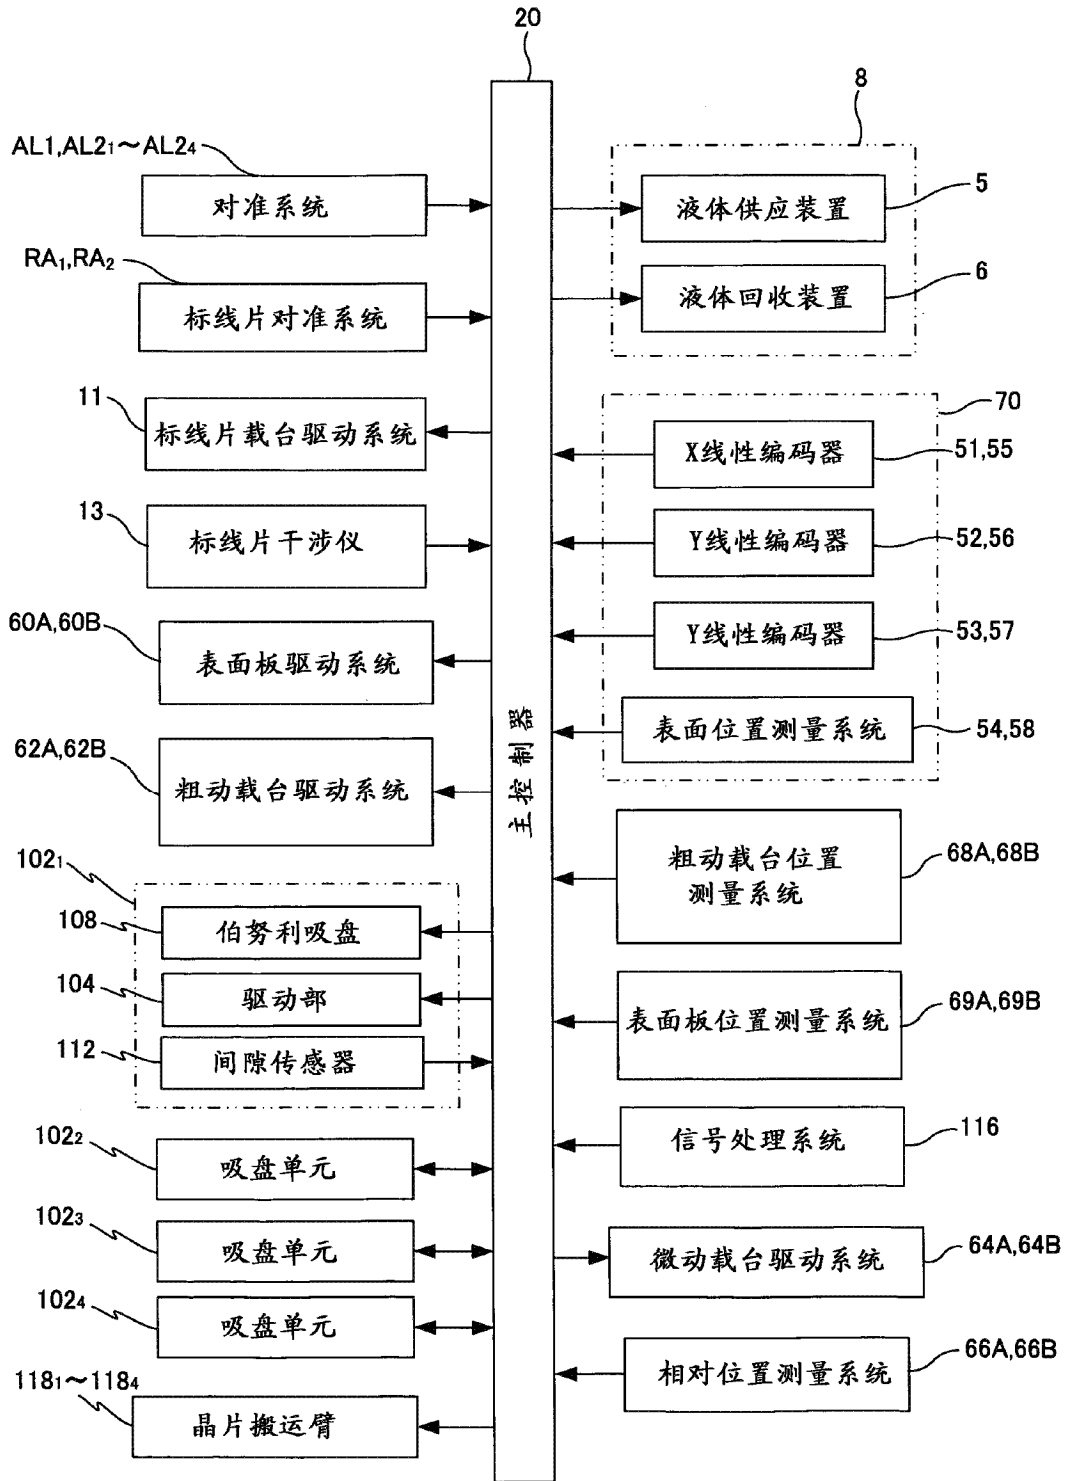 20
主控制器
AL1,AL2₁～AL2₄
对准系统
RA₁,RA₂
标线片对准系统
11
标线片载台驱动系统
13
标线片干涉仪
60A,60B
表面板驱动系统
62A,62B
粗动载台驱动系统
102₁
108
伯努利吸盘
104
驱动部
112
间隙传感器
102₂
吸盘单元
102₃
吸盘单元
102₄
吸盘单元
118₁～118₄
晶片搬运臂
8
液体供应装置
5
液体回收装置
6
70
X线性编码器
51,55
Y线性编码器
52,56
Y线性编码器
53,57
表面位置测量系统
54,58
粗动载台位置
测量系统
68A,68B
表面板位置测量系统
69A,69B
信号处理系统
116
微动载台驱动系统
64A,64B
相对位置测量系统
66A,66B